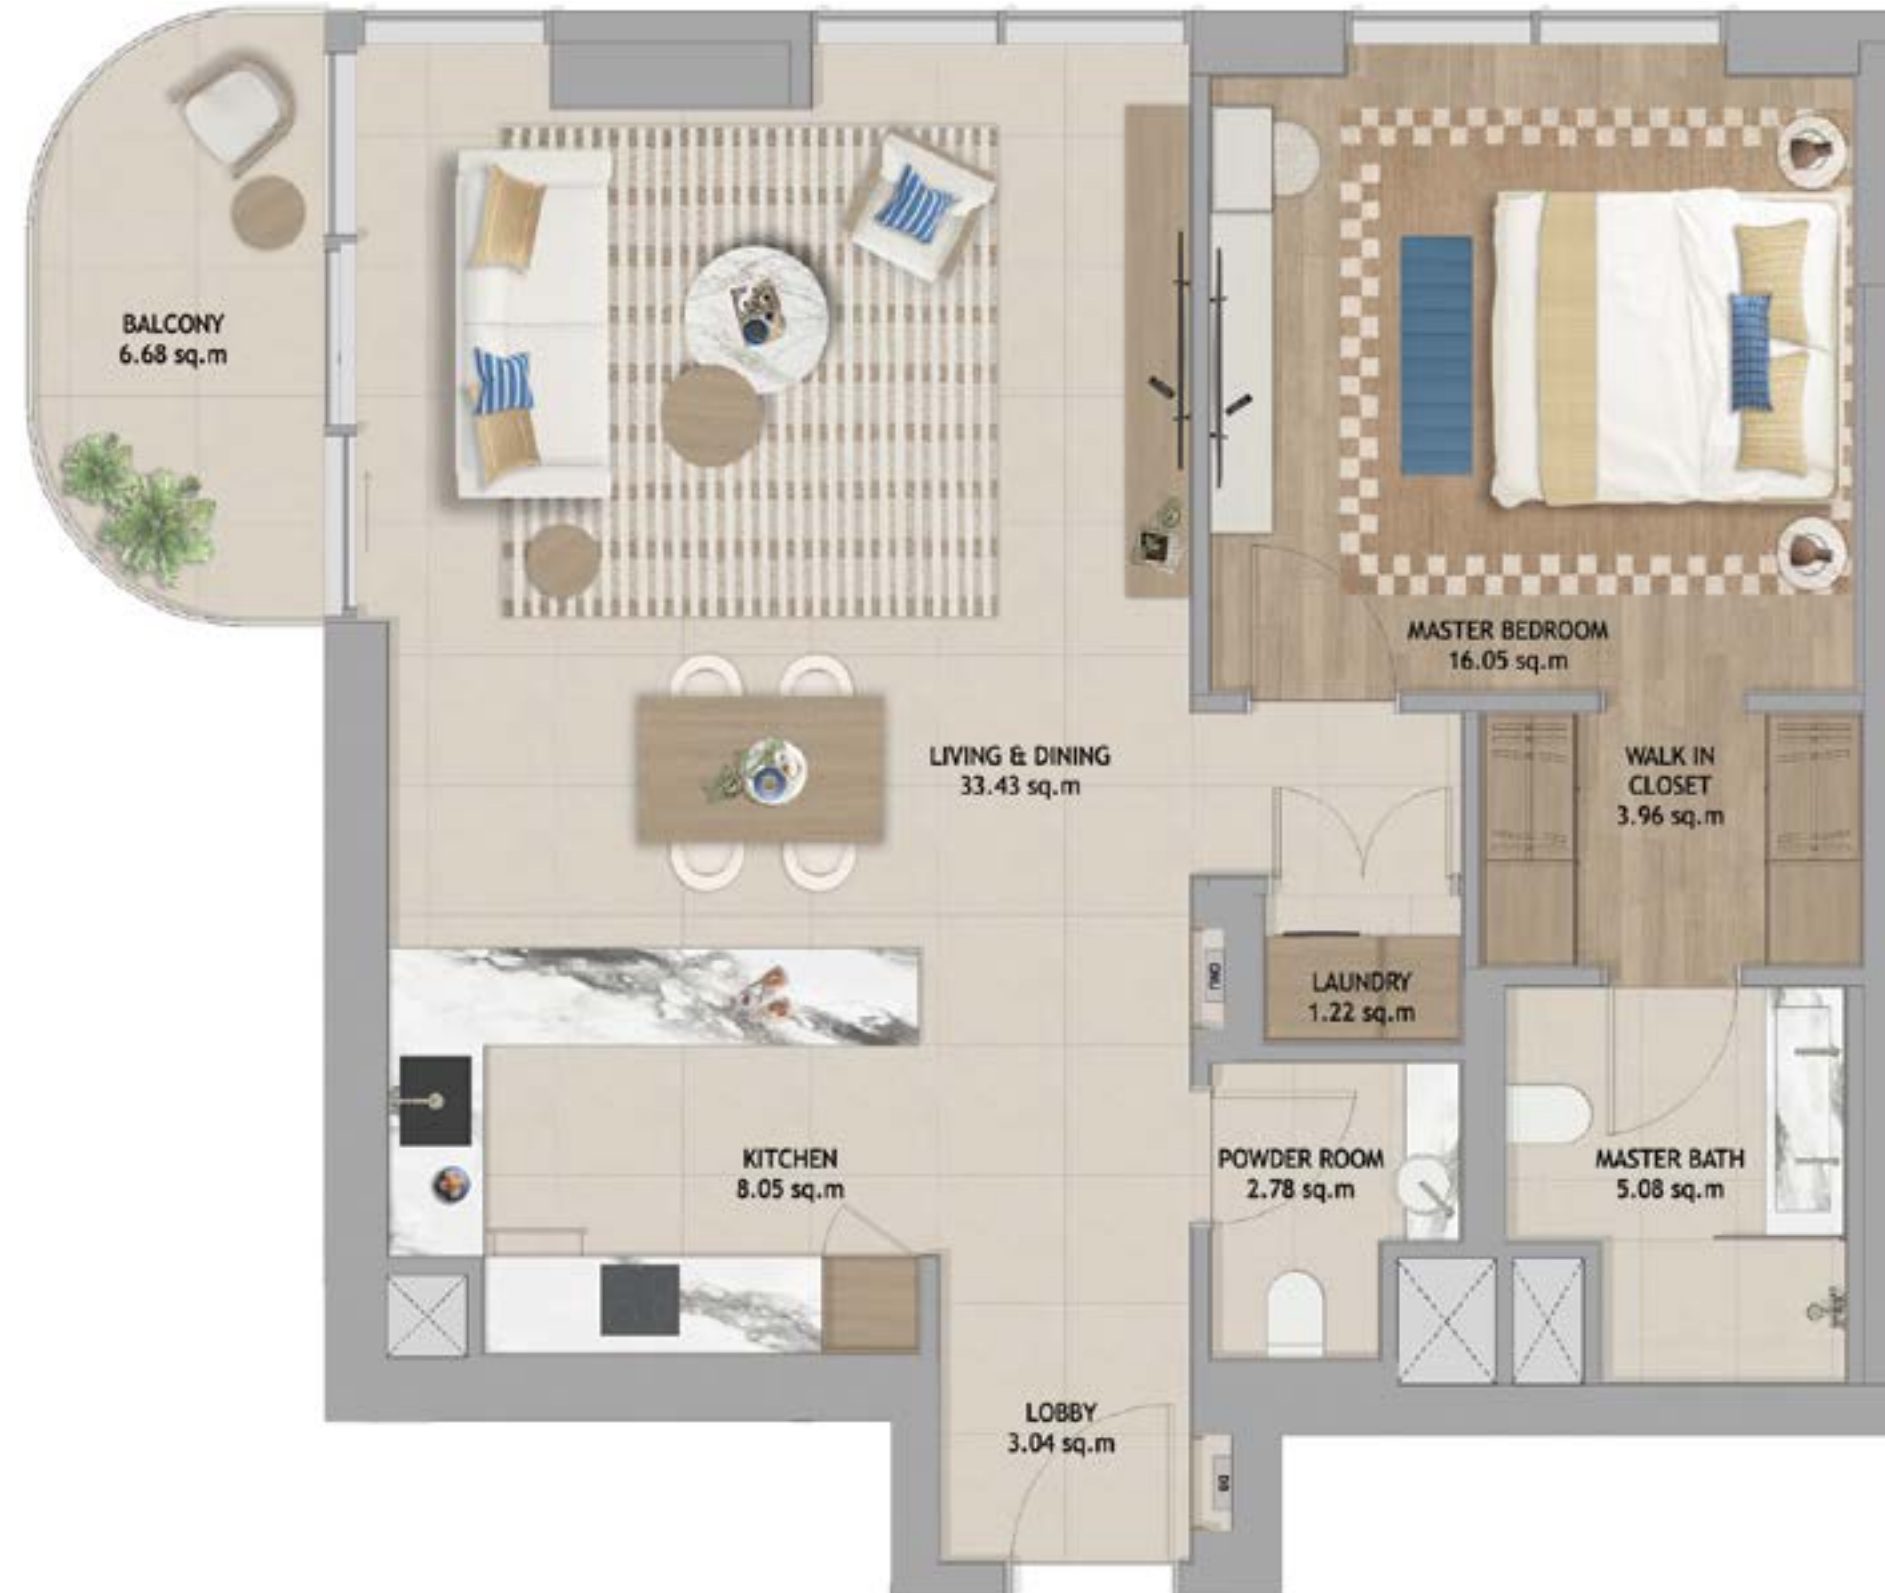 BALCONY
6.68 sq.m
MASTER BEDROOM
16.05 sq.m
LIVING & DINING
33.43 sq.m
WALK IN
CLOSET
3.96 sq.m
LAUNDRY
1.22 sq.m
KITCHEN
8.05 sq.m
POWDER ROOM
2.78 sq.m
MASTER BATH
5.08 sq.m
LOBBY
3.04 sq.m
DB